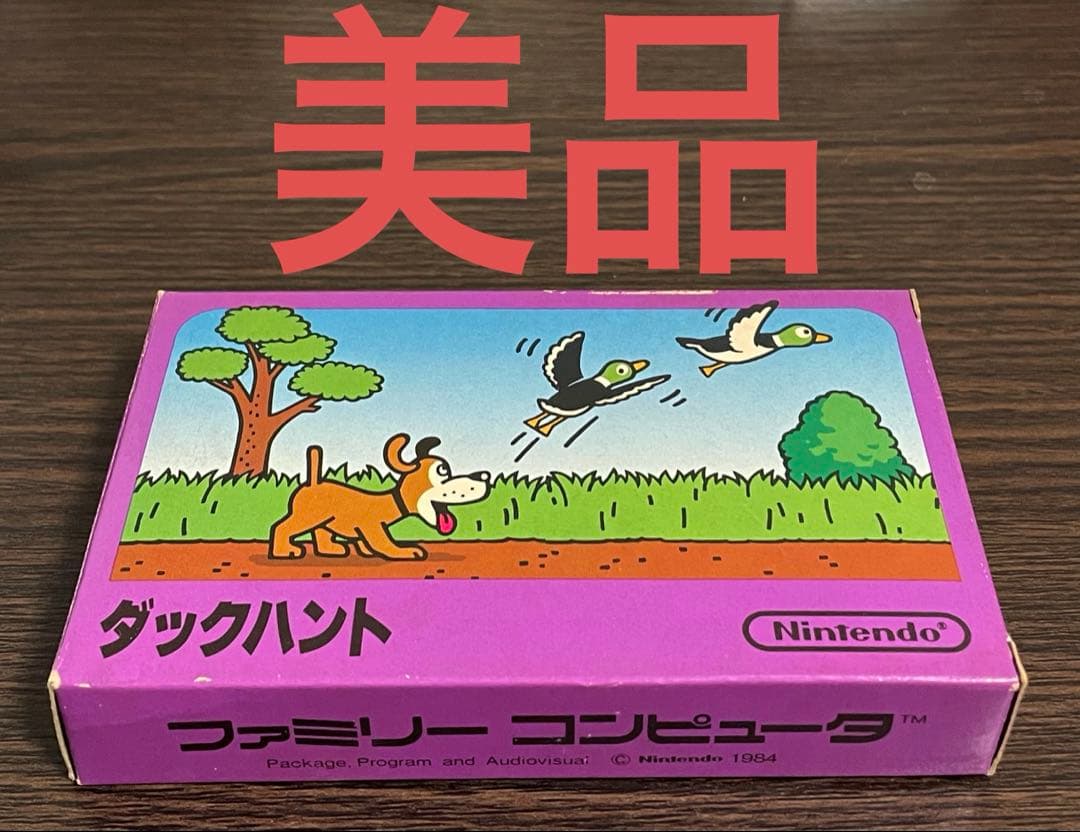 美品
ダックハント
Nintendo®
ファミリー コンピュータ™
Package, Program and Audiovisual © Nintendo 1984